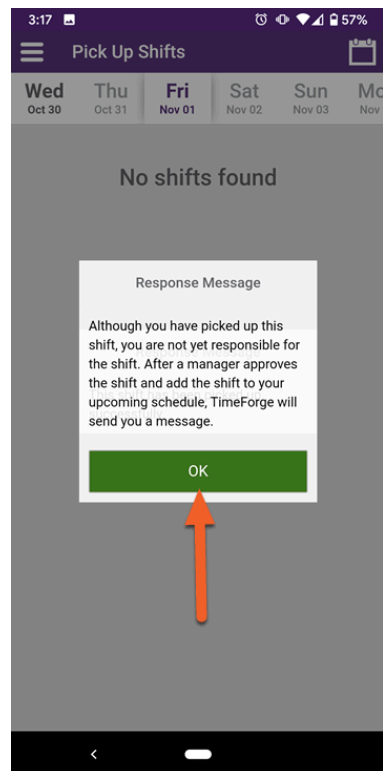 3:17 57%
Pick Up Shifts
Wed Thu Fri Sat Sun Mo
Oct 30 Oct 31 Nov 01 Nov 02 Nov 03 Nov
No shifts found
Response Message
Although you have picked up this
shift, you are not yet responsible for
the shift. After a manager approves
the shift and add the shift to your
upcoming schedule, TimeForge will
send you a message.
OK